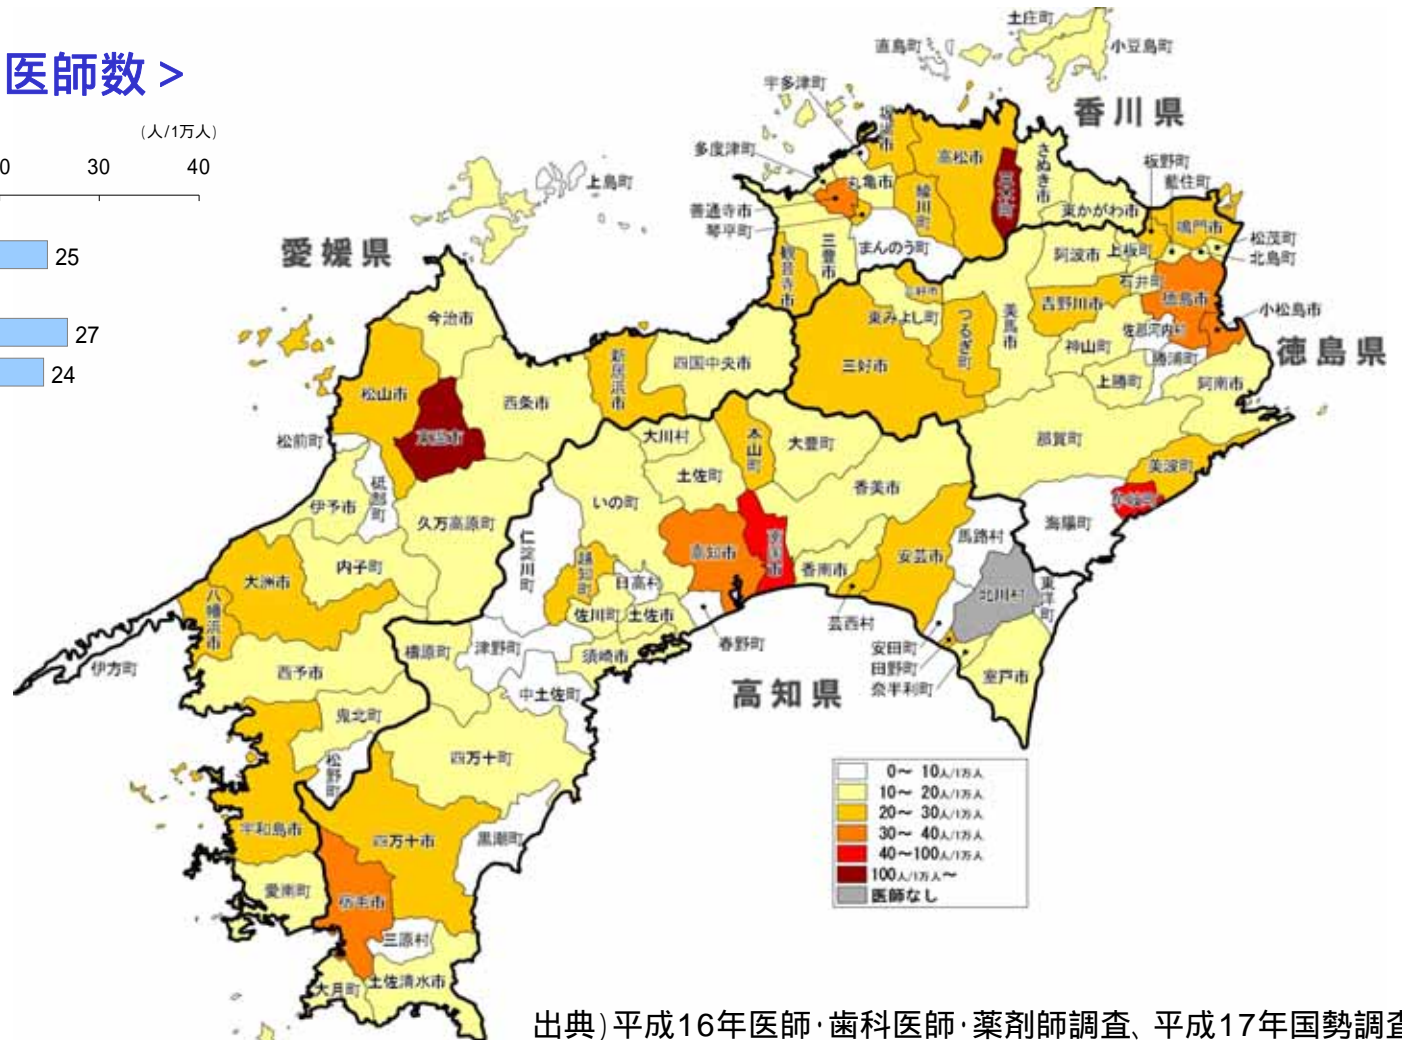 医師数>
(人/1万人)
0 30 40
25
27
24
土庄町
直島町
小豆島町
宇多津町
香川県
坂出市
高松市
さぬき市
多度津町
板野町
藍住町
丸亀市
綾川町
三木町
上島町
善通寺市
東かがわ市
鳴門市
琴平町
松茂町
愛媛県
まんのう町
三豊市
阿波市
上板町
北島町
観音寺市
石井町
吉野川市
徳島市
小松島市
今治市
東みよし町
つるぎ町
美馬市
佐那河内村
神山町
勝浦町
徳島県
新居浜市
四国中央市
三好市
上勝町
阿南市
松山市
西条市
東温市
松前町
大川村
本山町
大豊町
那賀町
美波町
土佐町
砥部町
伊予市
いの町
香美市
久万高原町
海陽町
仁淀川町
高知市
南国市
馬路村
内子町
越知町
安芸市
大洲市
日高村
香南市
北川村
東洋町
八幡浜市
佐川町
土佐市
芸西村
春野町
安田町
伊方町
梼原町
津野町
須崎市
田野町
西予市
室戸市
奈半利町
中土佐町
高知県
鬼北町
四万十町
松野町
宇和島市
四万十市
黒潮町
愛南町
宿毛市
三原村
大月町
土佐清水市
0〜 10人/1万人
10〜 20人/1万人
20〜 30人/1万人
30〜 40人/1万人
40〜100人/1万人
100人/1万人〜
医師なし
出典)平成16年医師・歯科医師・薬剤師調査、平成17年国勢調査